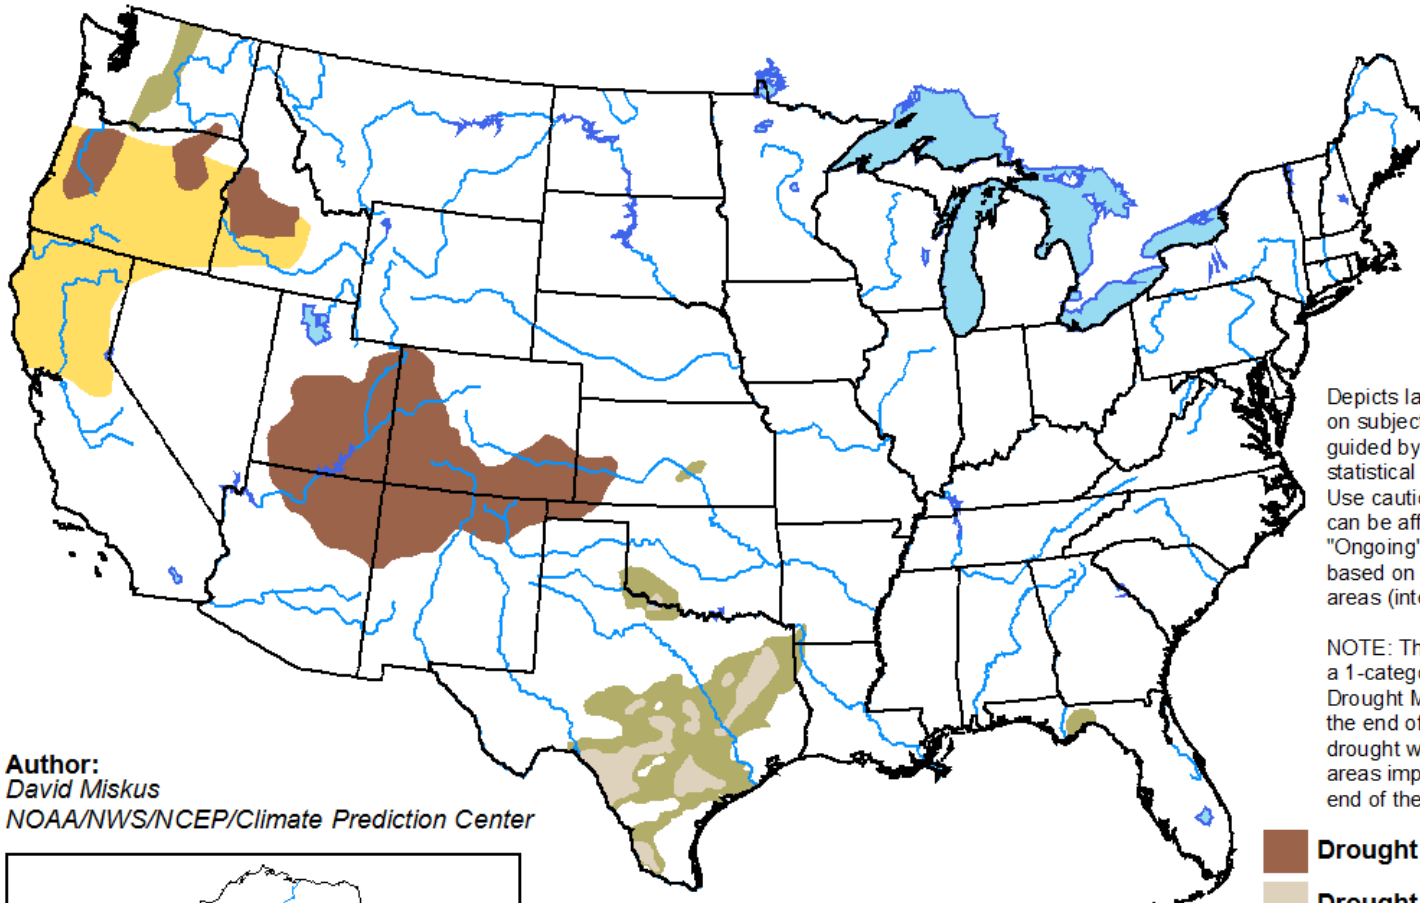 Depicts la
on subject
guided by
statistical
Use cautio
can be affe
"Ongoing"
based on
areas (inte
NOTE: Th
a 1-catego
Drought M
the end of
drought w
areas imp
end of the
Author:
David Miskus
NOAA/NWS/NCEP/Climate Prediction Center
Drought
Drought